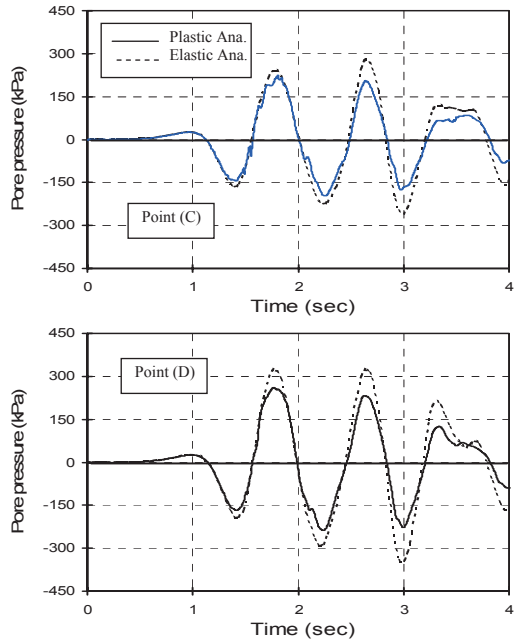 450
300
150
0
-150
-300
-450
Pore pressure (kPa)
Plastic Ana.
Elastic Ana.
Point (C)
0 1 2 3 4
Time (sec)
450
300
150
0
-150
-300
-450
Pore pressure (kPa)
Point (D)
0 1 2 3 4
Time (sec)